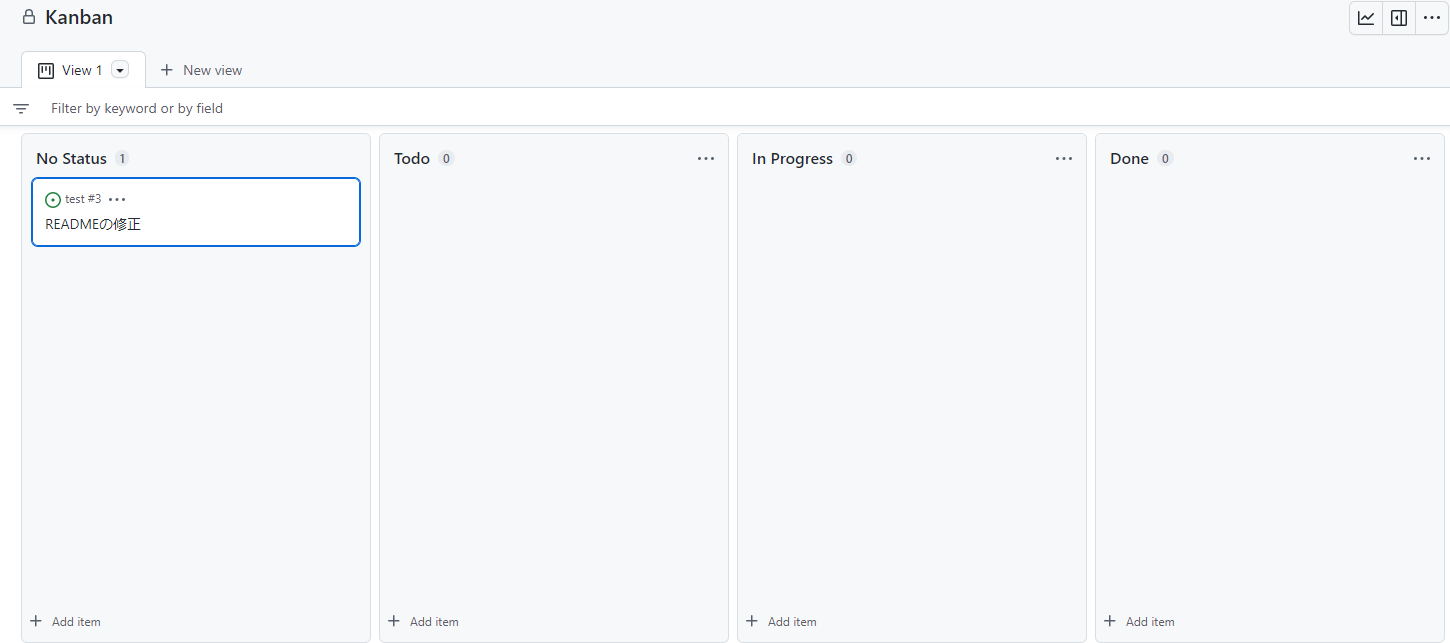 Kanban
View 1
New view
Filter by keyword or by field
No Status 1
test #3
READMEの修正
Add item
Todo 0
Add item
In Progress 0
Add item
Done 0
Add item